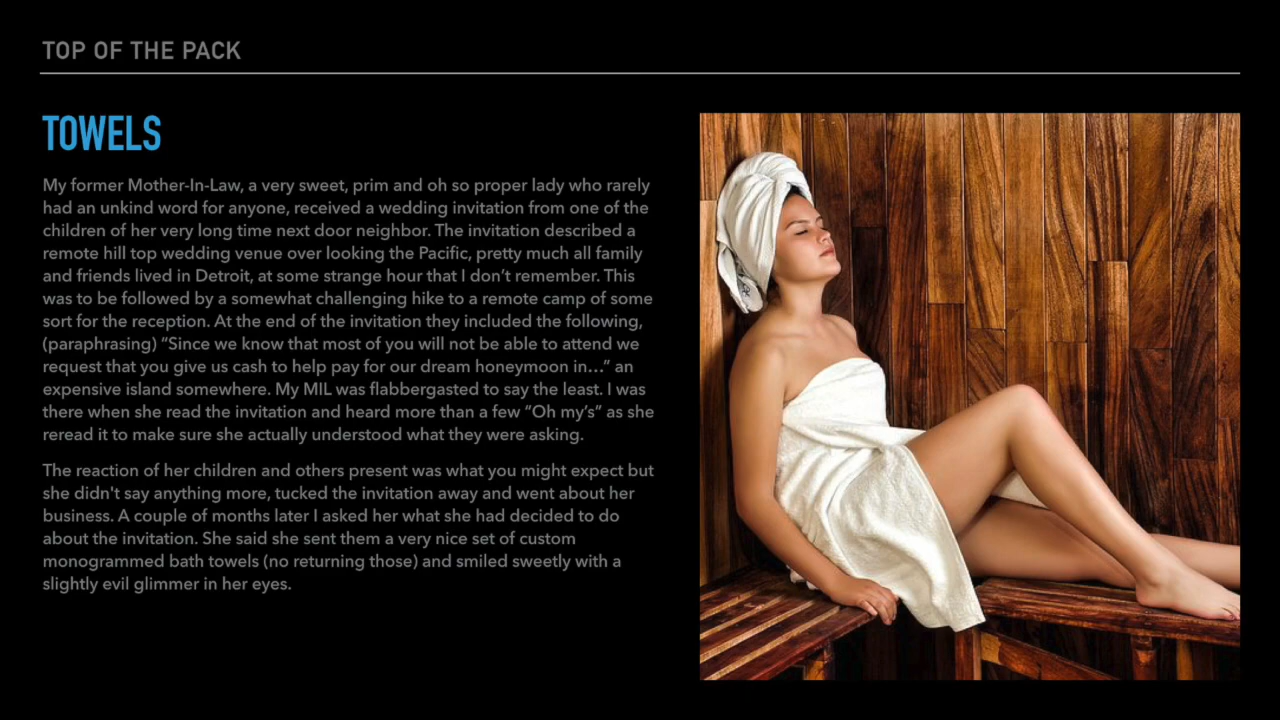 TOP OF THE PACK
TOWELS
My former Mother-In-Law, a very sweet, prim and oh so proper lady who rarely
had an unkind word for anyone, received a wedding invitation from one of the
children of her very long time next door neighbor. The invitation described a
remote hill top wedding venue over looking the Pacific, pretty much all family
and friends lived in Detroit, at some strange hour that I don’t remember. This
was to be followed by a somewhat challenging hike to a remote camp of some
sort for the reception. At the end of the invitation they included the following,
(paraphrasing) “Since we know that most of you will not be able to attend we
request that you give us cash to help pay for our dream honeymoon in…” an
expensive island somewhere. My MIL was flabbergasted to say the least. I was
there when she read the invitation and heard more than a few “Oh my’s” as she
reread it to make sure she actually understood what they were asking.
The reaction of her children and others present was what you might expect but
she didn't say anything more, tucked the invitation away and went about her
business. A couple of months later I asked her what she had decided to do
about the invitation. She said she sent them a very nice set of custom
monogrammed bath towels (no returning those) and smiled sweetly with a
slightly evil glimmer in her eyes.